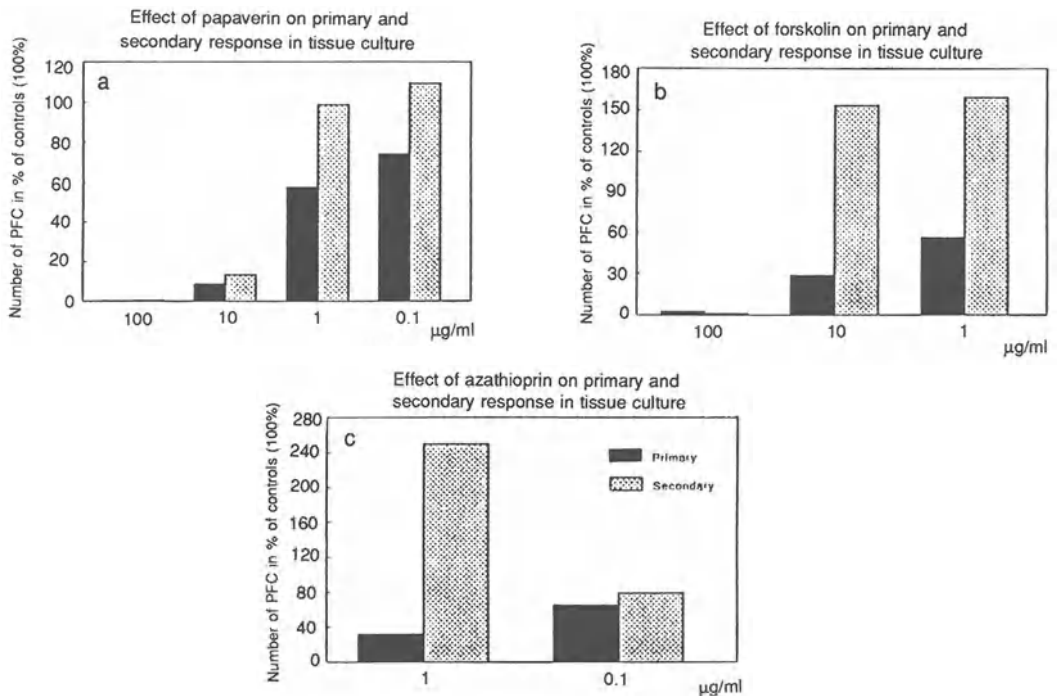 Effect of papaverin on primary and
secondary response in tissue culture
a
Number of PFC in % of controls (100%)
120
100
80
60
40
20
0
100 10 1 0.1
µg/ml
Effect of forskolin on primary and
secondary response in tissue culture
b
Number of PFC in % of controls (100%)
180
150
120
90
60
30
0
100 10 1
µg/ml
Effect of azathioprin on primary and
secondary response in tissue culture
c
Number of PFC in % of controls (100%)
280
240
200
160
120
80
40
0
Primary
Secondary
1 0.1
µg/ml